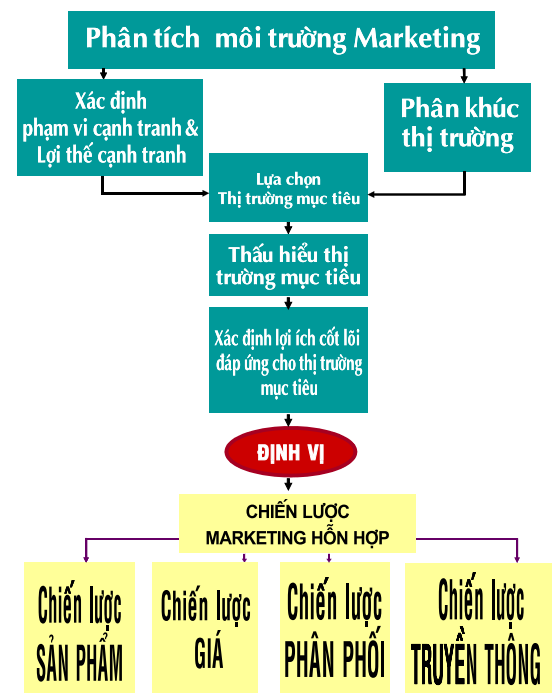 Phân tích môi trường Marketing
Xác định
phạm vi cạnh tranh &
Lợi thế cạnh tranh
Phân khúc
thị trường
Lựa chọn
Thị trường mục tiêu
Thấu hiểu thị
trường mục tiêu
Xác định lợi ích cốt lõi
đáp ứng cho thị trường
mục tiêu
ĐỊNH VỊ
CHIẾN LƯỢC
MARKETING HỖN HỢP
Chiến lược
SẢN PHẨM
Chiến lược
GIÁ
Chiến lược
PHÂN PHỐI
Chiến lược
TRUYỀN THÔNG